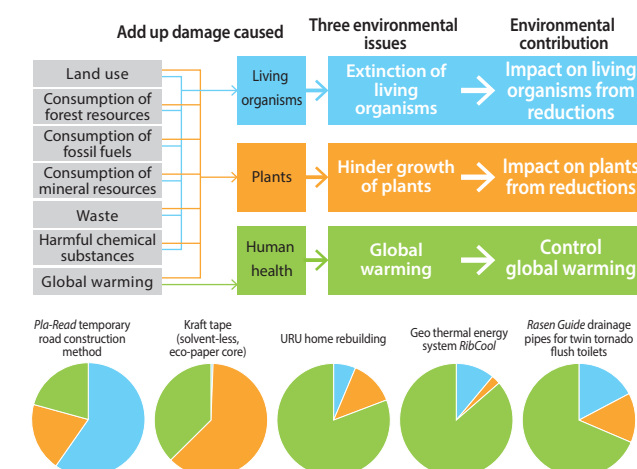 Add up damage caused
Three environmental
issues
Environmental
contribution
Land use
Consumption of
forest resources
Consumption of
fossil fuels
Consumption of
mineral resources
Waste
Harmful chemical
substances
Global warming
Living
organisms
Extinction of
living
organisms
Impact on living
organisms from
reductions
Plants
Hinder growth
of plants
Impact on plants
from reductions
Human
health
Global
warming
Control
global warming
Pla-Read temporary
road construction
method
Kraft tape
(solvent-less,
eco-paper core)
URU home rebuilding
Geo thermal energy
system RibCool
Rasen Guide drainage
pipes for twin tornado
flush toilets